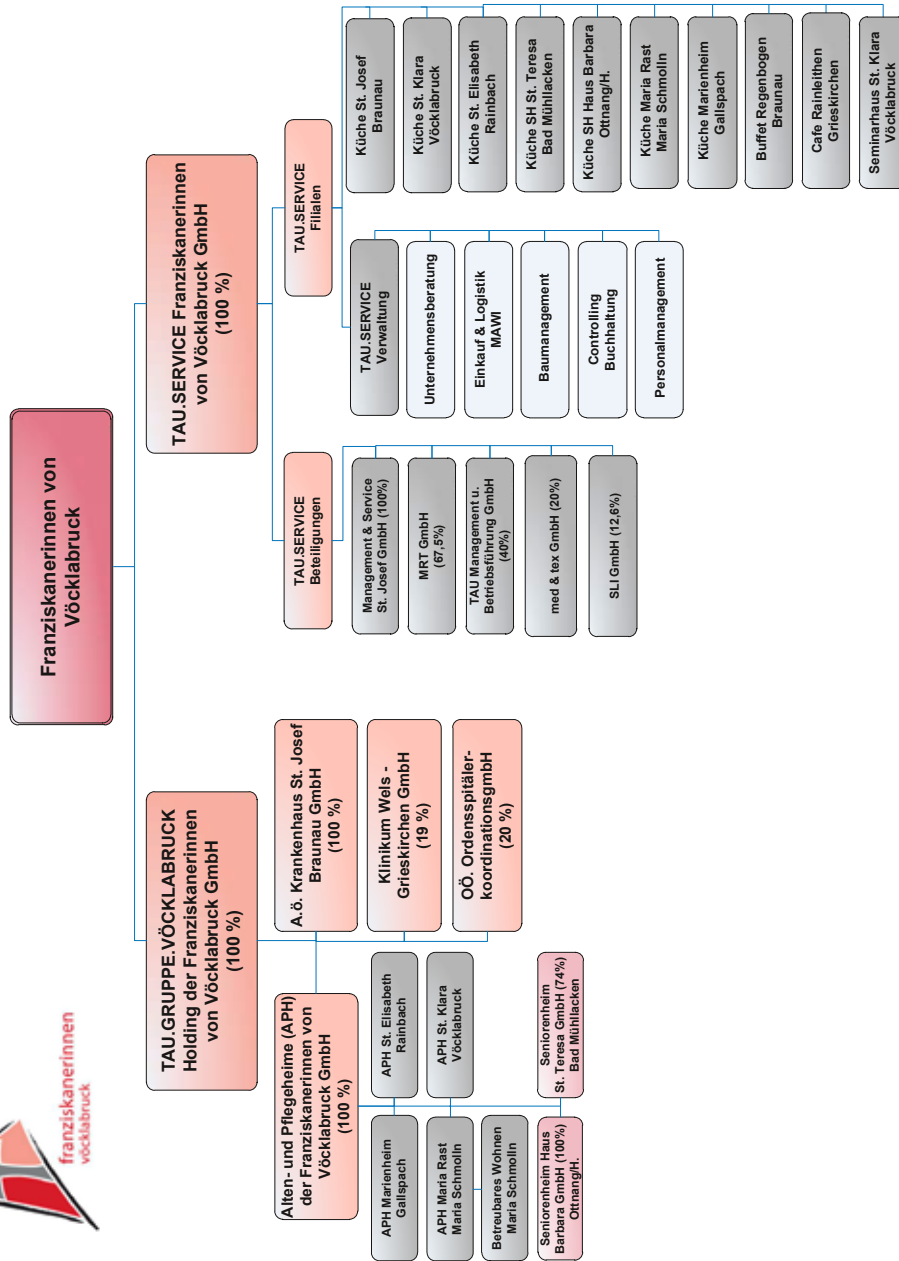 franziskanerinnen
vöcklabruck
Franziskanerinnen von
Vöcklabruck
TAU.GRUPPE.VÖCKLABRUCK
Holding der Franziskanerinnen
von Vöcklabruck GmbH
(100 %)
Alten- und Pflegeheime (APH)
der Franziskanerinnen von
Vöcklabruck GmbH
(100 %)
APH Marienheim
Gallspach
APH St. Elisabeth
Rainbach
APH Maria Rast
Maria Schmolln
APH St. Klara
Vöcklabruck
Betreubares Wohnen
Maria Schmolln
Seniorenheim Haus
Barbara GmbH (100%)
Ottnang/H.
Seniorenheim
St. Teresa GmbH (74%)
Bad Mühllacken
A.ö. Krankenhaus St. Josef
Braunau GmbH
(100 %)
Klinikum Wels -
Grieskirchen GmbH
(19 %)
OÖ. Ordensspitäler-
koordinationsgmbH
(20 %)
TAU.SERVICE Franziskanerinnen
von Vöcklabruck GmbH
(100 %)
TAU.SERVICE
Beteiligungen
Management & Service
St. Josef GmbH (100%)
MRT GmbH
(67,5%)
TAU Management u.
Betriebsführung GmbH
(40%)
med & tex GmbH (20%)
SLI GmbH (12,6%)
TAU.SERVICE
Filialen
TAU.SERVICE
Verwaltung
Unternehmensberatung
Einkauf & Logistik
MAWI
Baumanagement
Controlling
Buchhaltung
Personalmanagement
Küche St. Josef
Braunau
Küche St. Klara
Vöcklabruck
Küche St. Elisabeth
Rainbach
Küche SH St. Teresa
Bad Mühllacken
Küche SH Haus Barbara
Ottnang/H.
Küche Maria Rast
Maria Schmolln
Küche Marienheim
Gallspach
Buffet Regenbogen
Braunau
Cafe Rainleithen
Grieskirchen
Seminarhaus St. Klara
Vöcklabruck